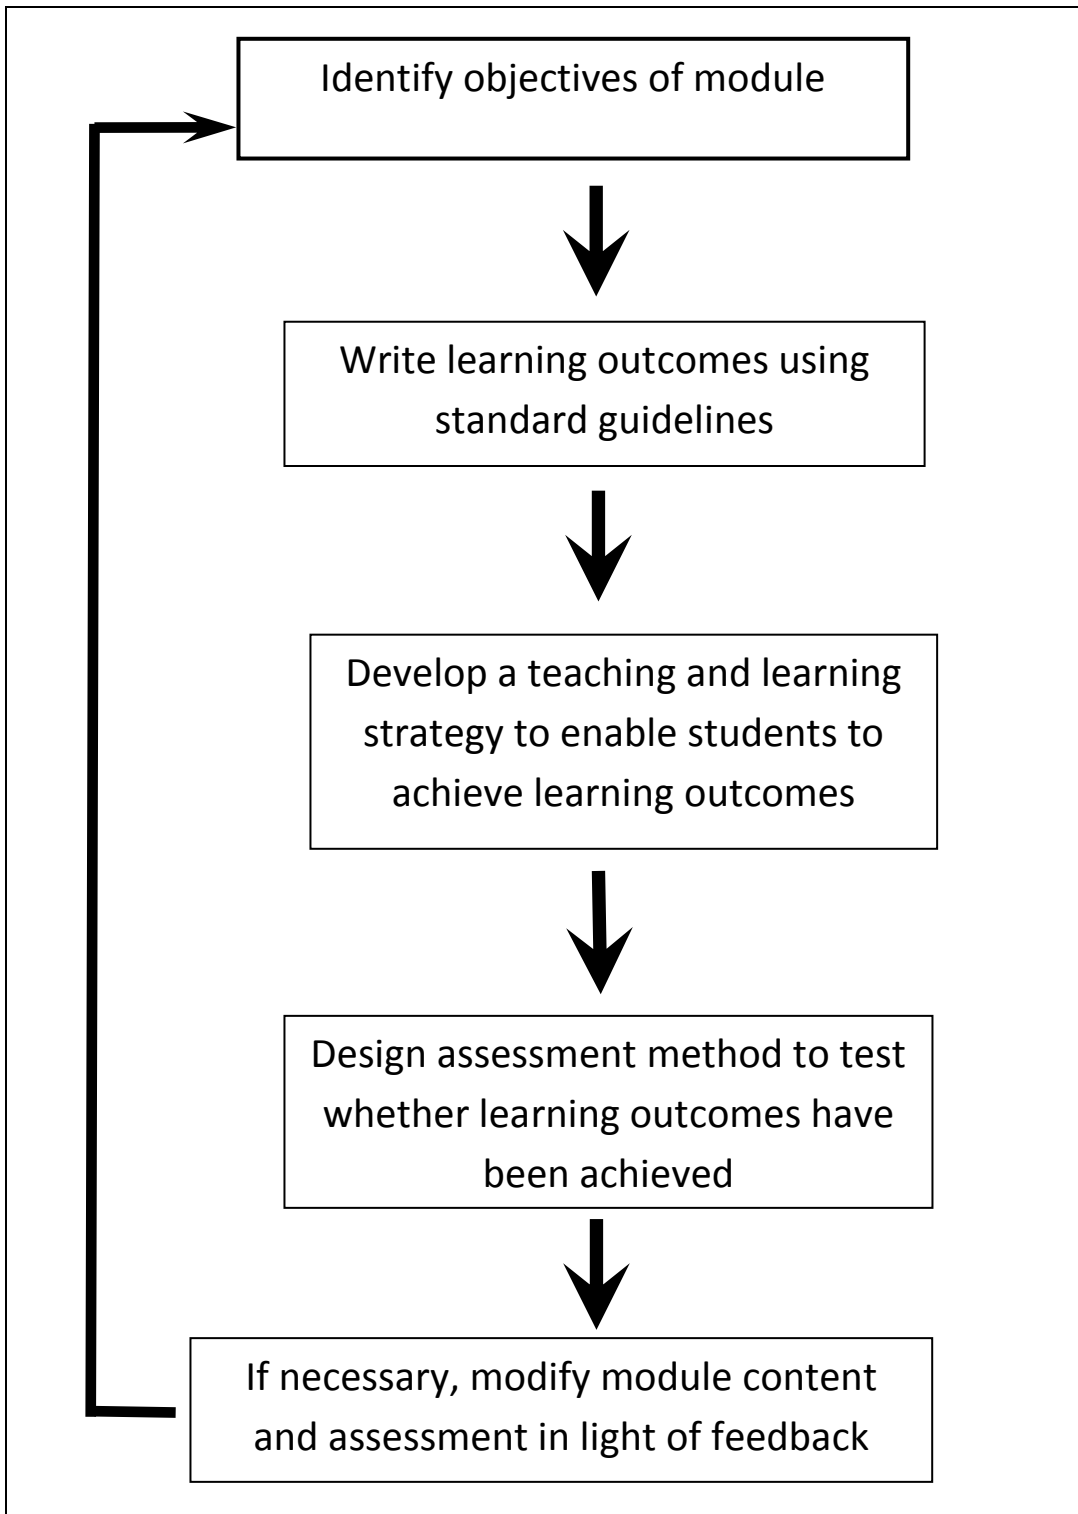 Identify objectives of module
Write learning outcomes using
standard guidelines
Develop a teaching and learning
strategy to enable students to
achieve learning outcomes
Design assessment method to test
whether learning outcomes have
been achieved
If necessary, modify module content
and assessment in light of feedback